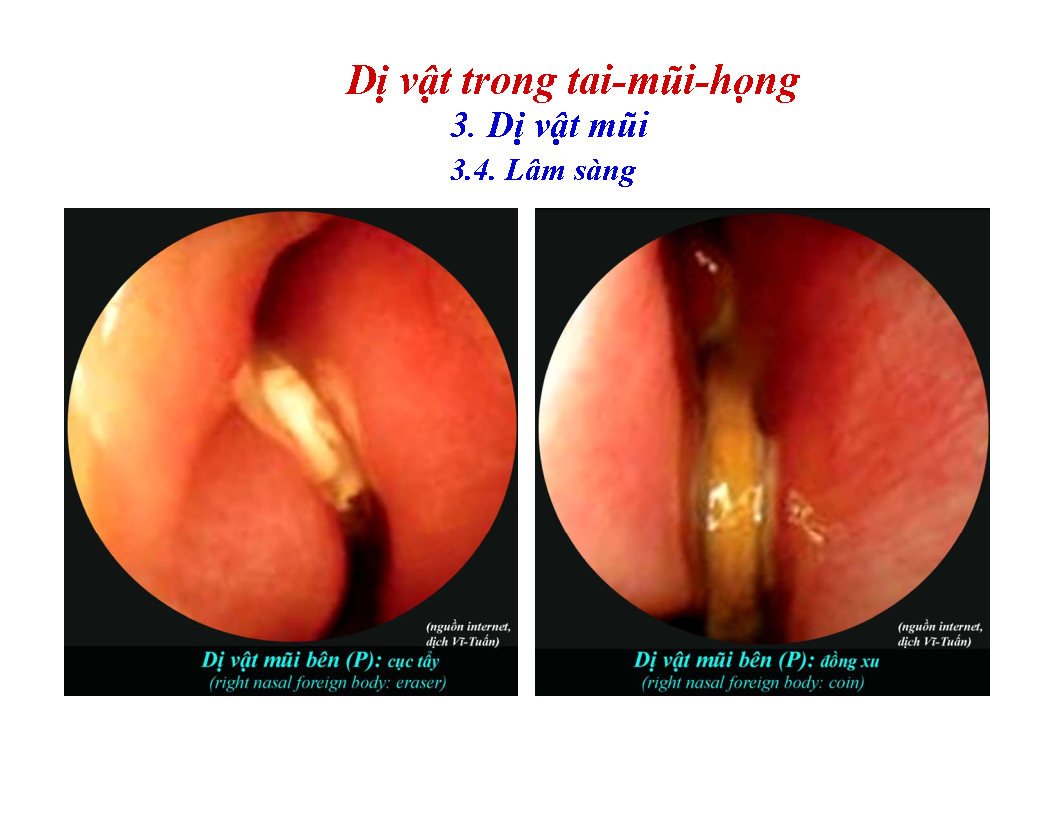 Dị vật trong tai-mũi-họng
3. Dị vật mũi
3.4. Lâm sàng
(nguồn internet,
dịch Vĩ-Tuấn)
Dị vật mũi bên (P): cục tẩy
(right nasal foreign body: eraser)
(nguồn internet,
dịch Vĩ-Tuấn)
Dị vật mũi bên (P): đồng xu
(right nasal foreign body: coin)